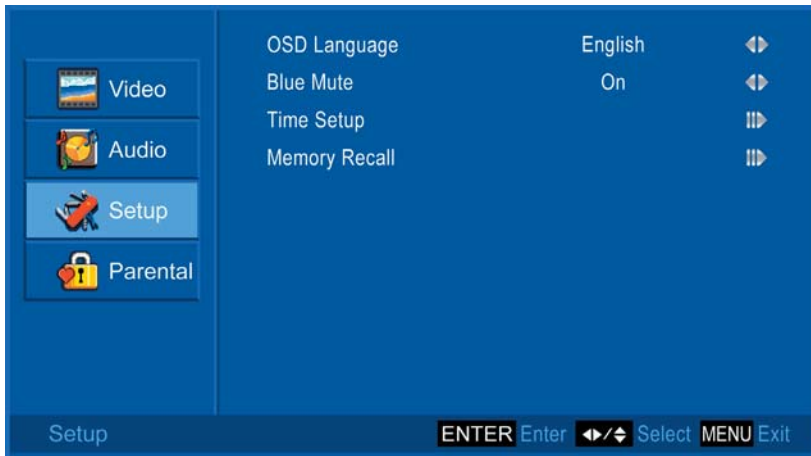 Video
Audio
Setup
Parental
OSD Language English
Blue Mute On
Time Setup
Memory Recall
Setup ENTER Enter / Select MENU Exit